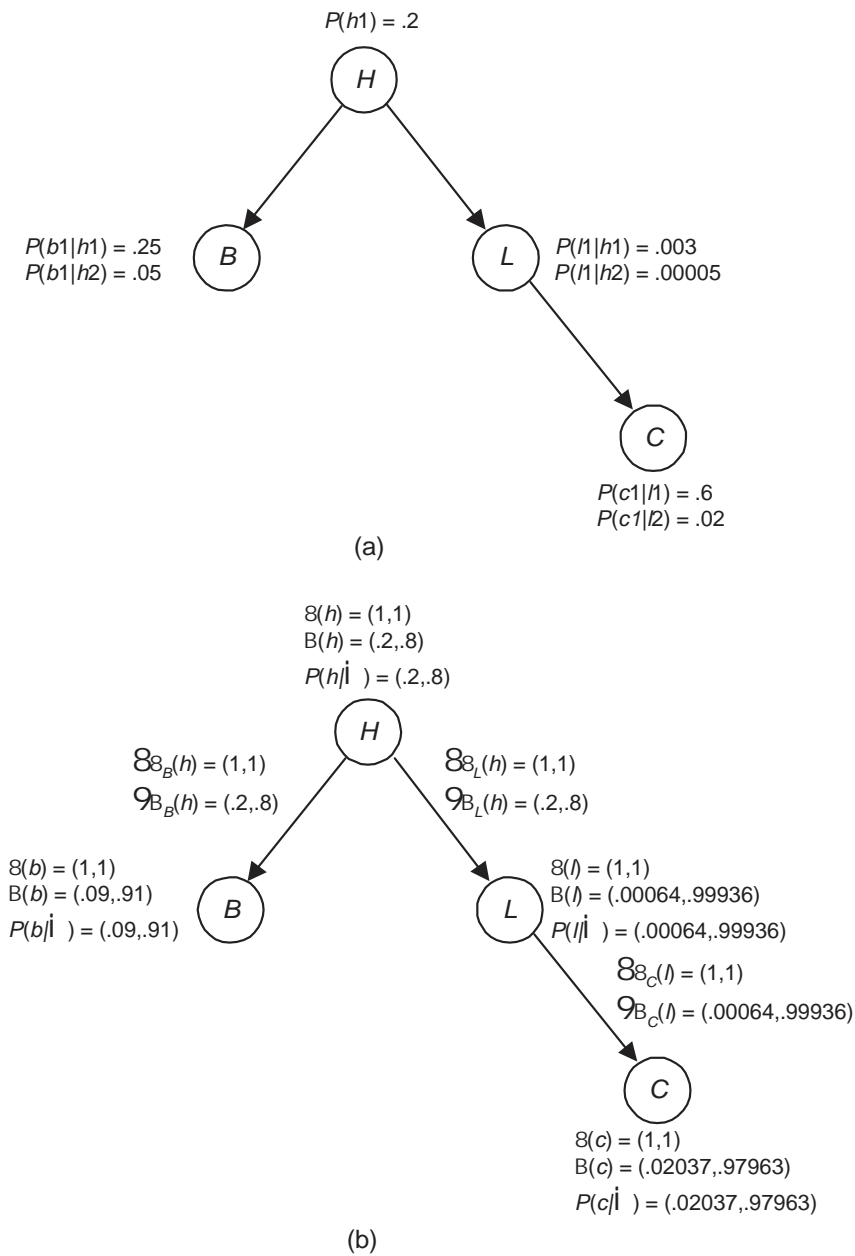 P(h1) = .2
H
P(b1|h1) = .25
P(b1|h2) = .05
B
L
P(l1|h1) = .003
P(l1|h2) = .00005
C
P(c1|l1) = .6
P(c1|l2) = .02
(a)
8(h) = (1,1)
B(h) = (.2,.8)
P(h|i ) = (.2,.8)
H
88B(h) = (1,1)
9BB(h) = (.2,.8)
88L(h) = (1,1)
9BL(h) = (.2,.8)
8(b) = (1,1)
B(b) = (.09,.91)
P(b|i ) = (.09,.91)
B
L
8(l) = (1,1)
B(l) = (.00064,.99936)
P(l|i ) = (.00064,.99936)
88C(l) = (1,1)
9BC(l) = (.00064,.99936)
C
8(c) = (1,1)
B(c) = (.02037,.97963)
P(c|i ) = (.02037,.97963)
(b)